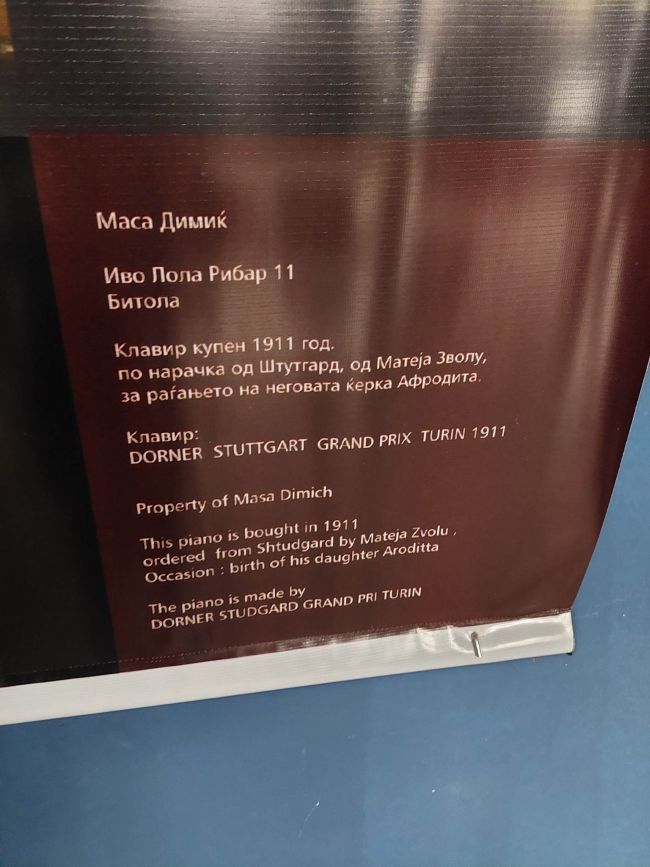 Маса Димиќ
Иво Лола Рибар 11
Битола
Клавир купен 1911 год.
по нарачка од Штутгард, од Матеја Зволу,
за раѓањето на неговата ќерка Афродита.
Клавир:
DORNER STUTTGART GRAND PRIX TURIN 1911
Property of Masa Dimich
This piano is bought in 1911
ordered from Shtudgard by Mateja Zvolu ,
Occasion : birth of his daughter Aroditta
The piano is made by
DORNER STUDGARD GRAND PRI TURIN